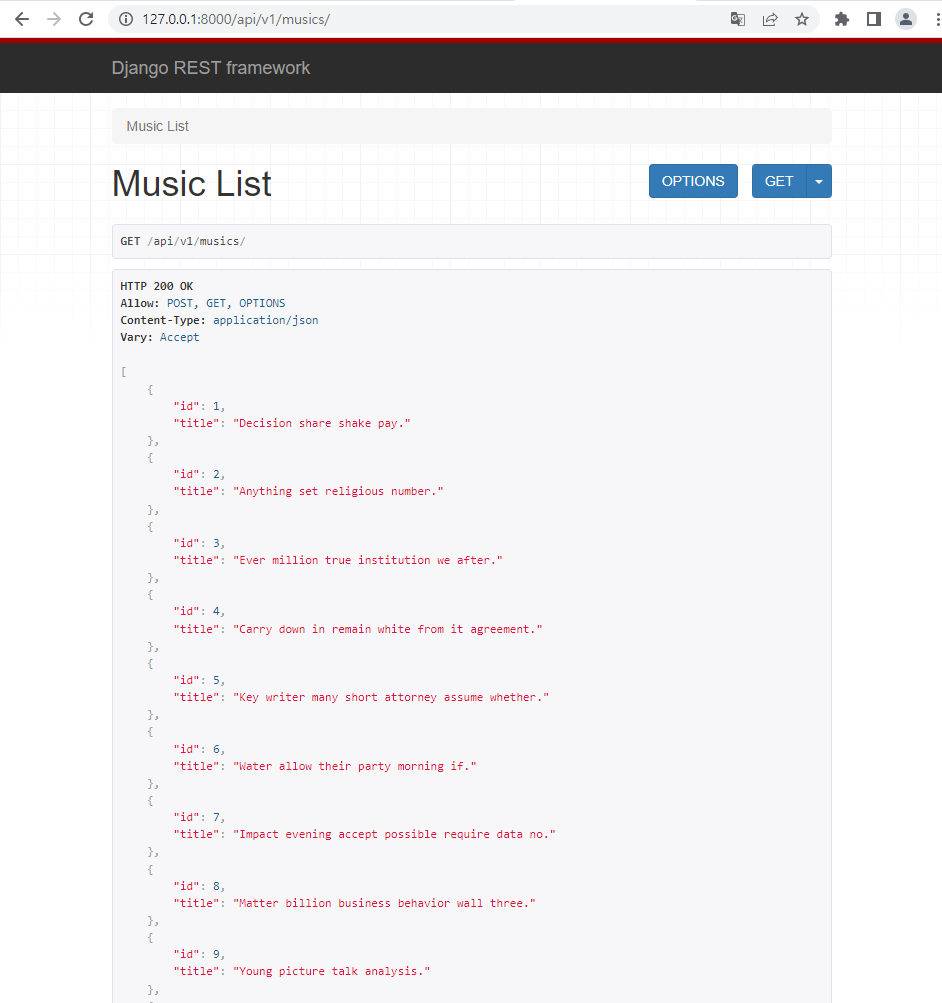 127.0.0.1:8000/api/v1/musics/
Django REST framework
Music List
Music List
OPTIONS
GET
GET /api/v1/musics/
HTTP 200 OK
Allow: POST, GET, OPTIONS
Content-Type: application/json
Vary: Accept
[
{
"id": 1,
"title": "Decision share shake pay."
},
{
"id": 2,
"title": "Anything set religious number."
},
{
"id": 3,
"title": "Ever million true institution we after."
},
{
"id": 4,
"title": "Carry down in remain white from it agreement."
},
{
"id": 5,
"title": "Key writer many short attorney assume whether."
},
{
"id": 6,
"title": "Water allow their party morning if."
},
{
"id": 7,
"title": "Impact evening accept possible require data no."
},
{
"id": 8,
"title": "Matter billion business behavior wall three."
},
{
"id": 9,
"title": "Young picture talk analysis."
},